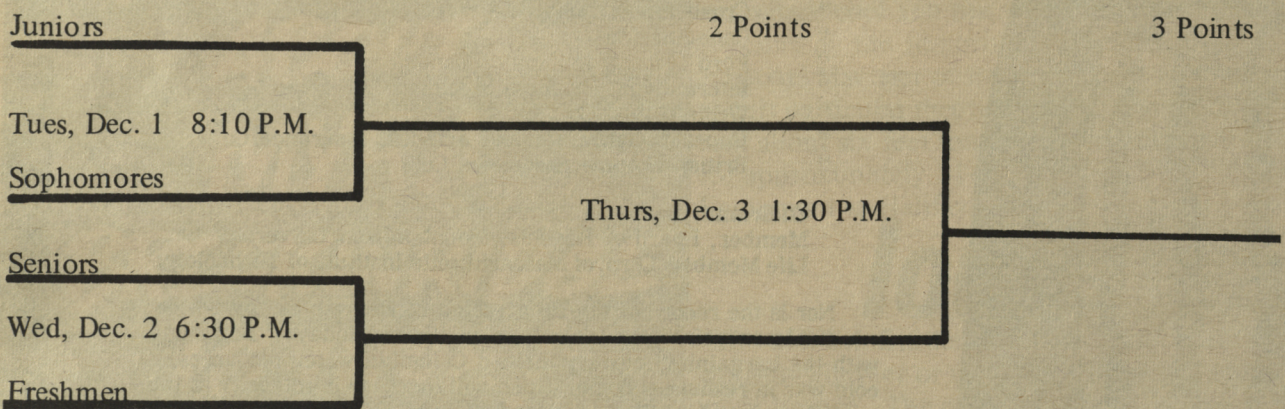 Juniors
2 Points
3 Points
Tues, Dec. 1 8:10 P.M.
Sophomores
Thurs, Dec. 3 1:30 P.M.
Seniors
Wed, Dec. 2 6:30 P.M.
Freshmen